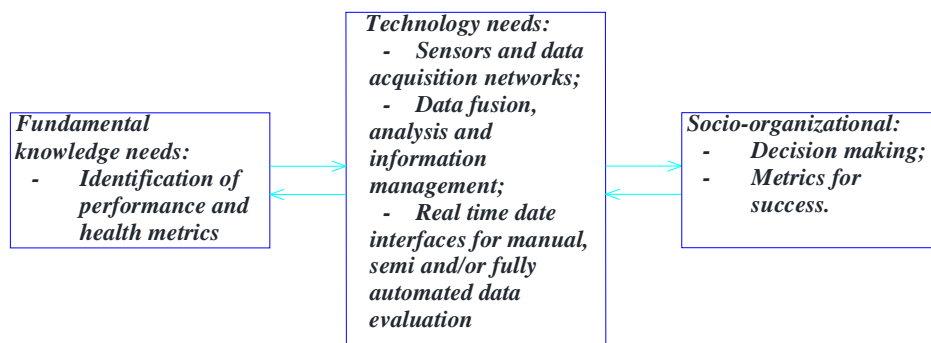 Fundamental
knowledge needs:
- Identification of
performance and
health metrics
Technology needs:
- Sensors and data
acquisition networks;
- Data fusion,
analysis and
information
management;
- Real time date
interfaces for manual,
semi and/or fully
automated data
evaluation
Socio-organizational:
- Decision making;
- Metrics for
success.